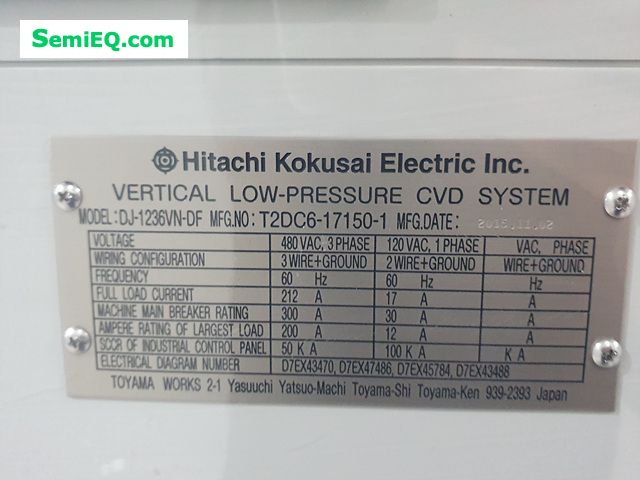 SemiEQ.com
Hitachi Kokusai Electric Inc.
VERTICAL LOW-PRESSURE CVD SYSTEM
MODEL:DJ-1236VN-DF MFG.NO: T2DC6-17150-1 MFG.DATE:
VOLTAGE 480 VAC, 3 PHASE 120 VAC, 1 PHASE VAC, PHASE
WIRING CONFIGURATION 3 WIRE+GROUND 2 WIRE+GROUND WIRE+GROUND
FREQUENCY 60 Hz 60 Hz Hz
FULL LOAD CURRENT 212 A 17 A A
MACHINE MAIN BREAKER RATING 300 A 30 A A
AMPERE RATING OF LARGEST LOAD 200 A 12 A A
SCCR OF INDUSTRIAL CONTROL PANEL 50 K A 100 K A K A
ELECTRICAL DIAGRAM NUMBER D7EX43470, D7EX47486, D7EX45784, D7EX43488
TOYAMA WORKS 2-1 Yasuuchi Yatsuo-Machi Toyama-Shi Toyama-Ken 939-2393 Japan